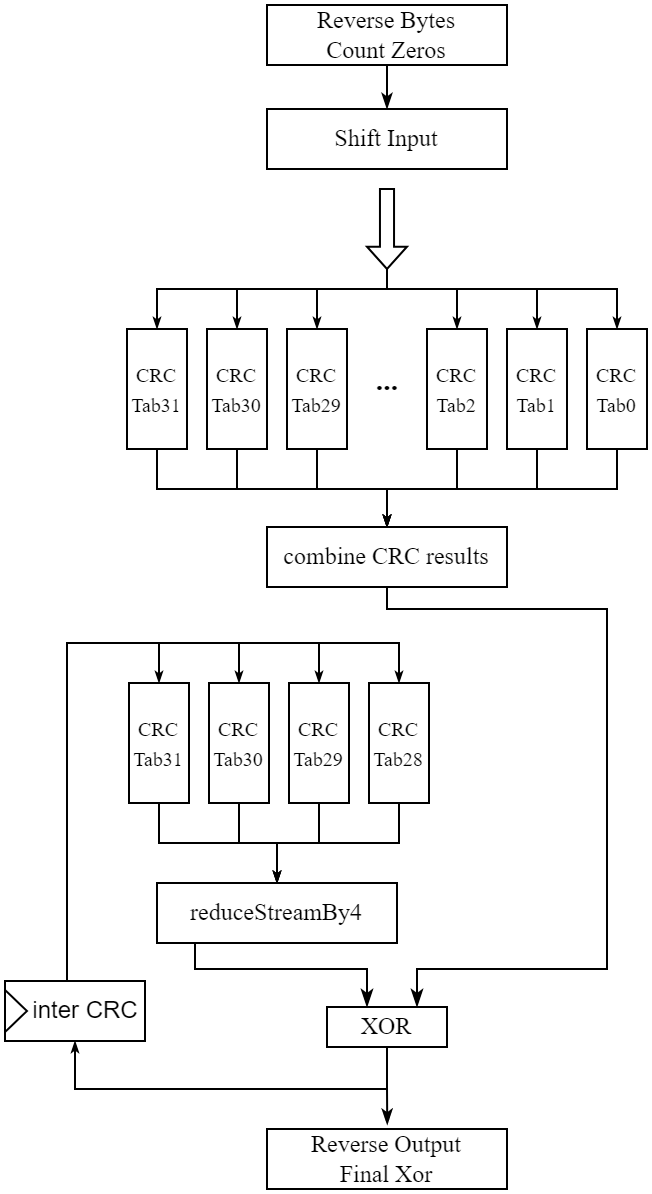 Reverse Bytes
Count Zeros
Shift Input
CRC
Tab31
CRC
Tab30
CRC
Tab29
...
CRC
Tab2
CRC
Tab1
CRC
Tab0
combine CRC results
CRC
Tab31
CRC
Tab30
CRC
Tab29
CRC
Tab28
reduceStreamBy4
inter CRC
XOR
Reverse Output
Final Xor